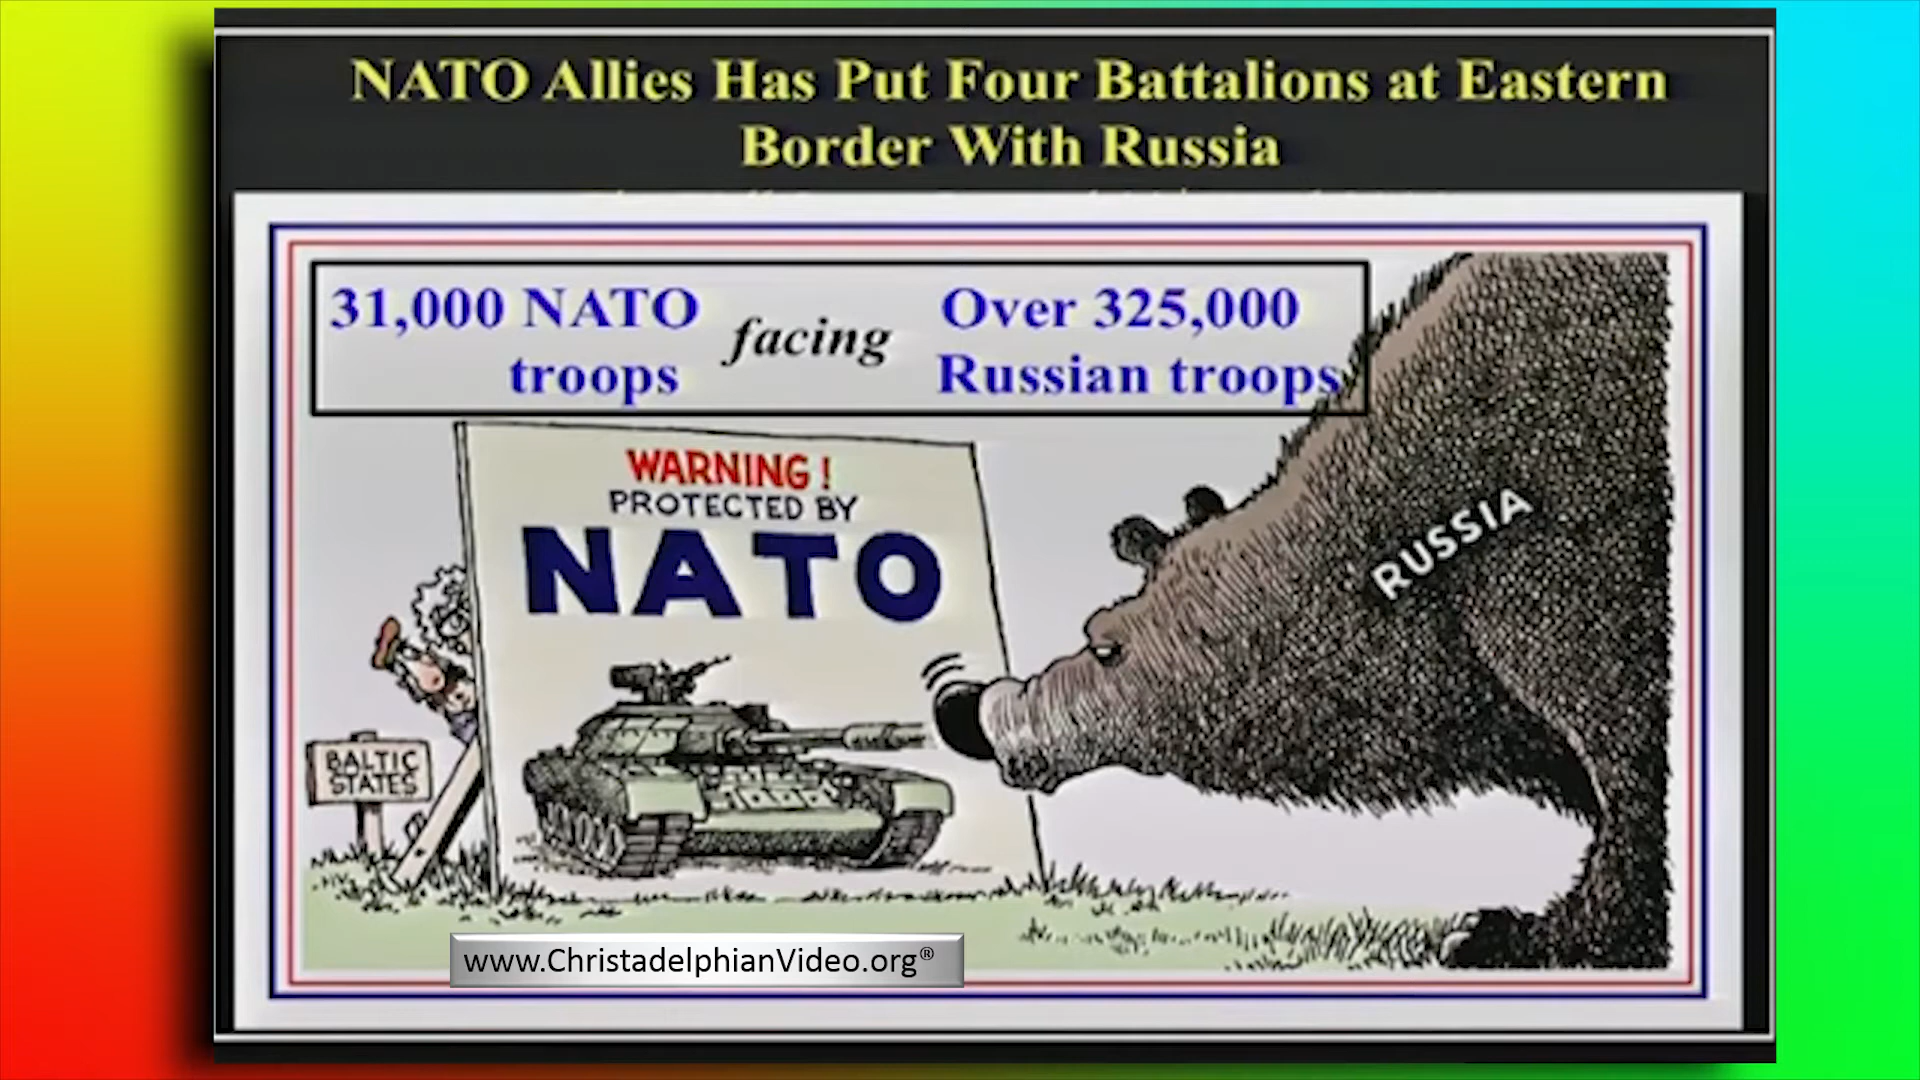 NATO Allies Has Put Four Battalions at Eastern
Border With Russia
31,000 NATO
troops
facing
Over 325,000
Russian troops
WARNING!
PROTECTED BY
NATO
RUSSIA
BALTIC
STATES
www.ChristadelphianVideo.org®